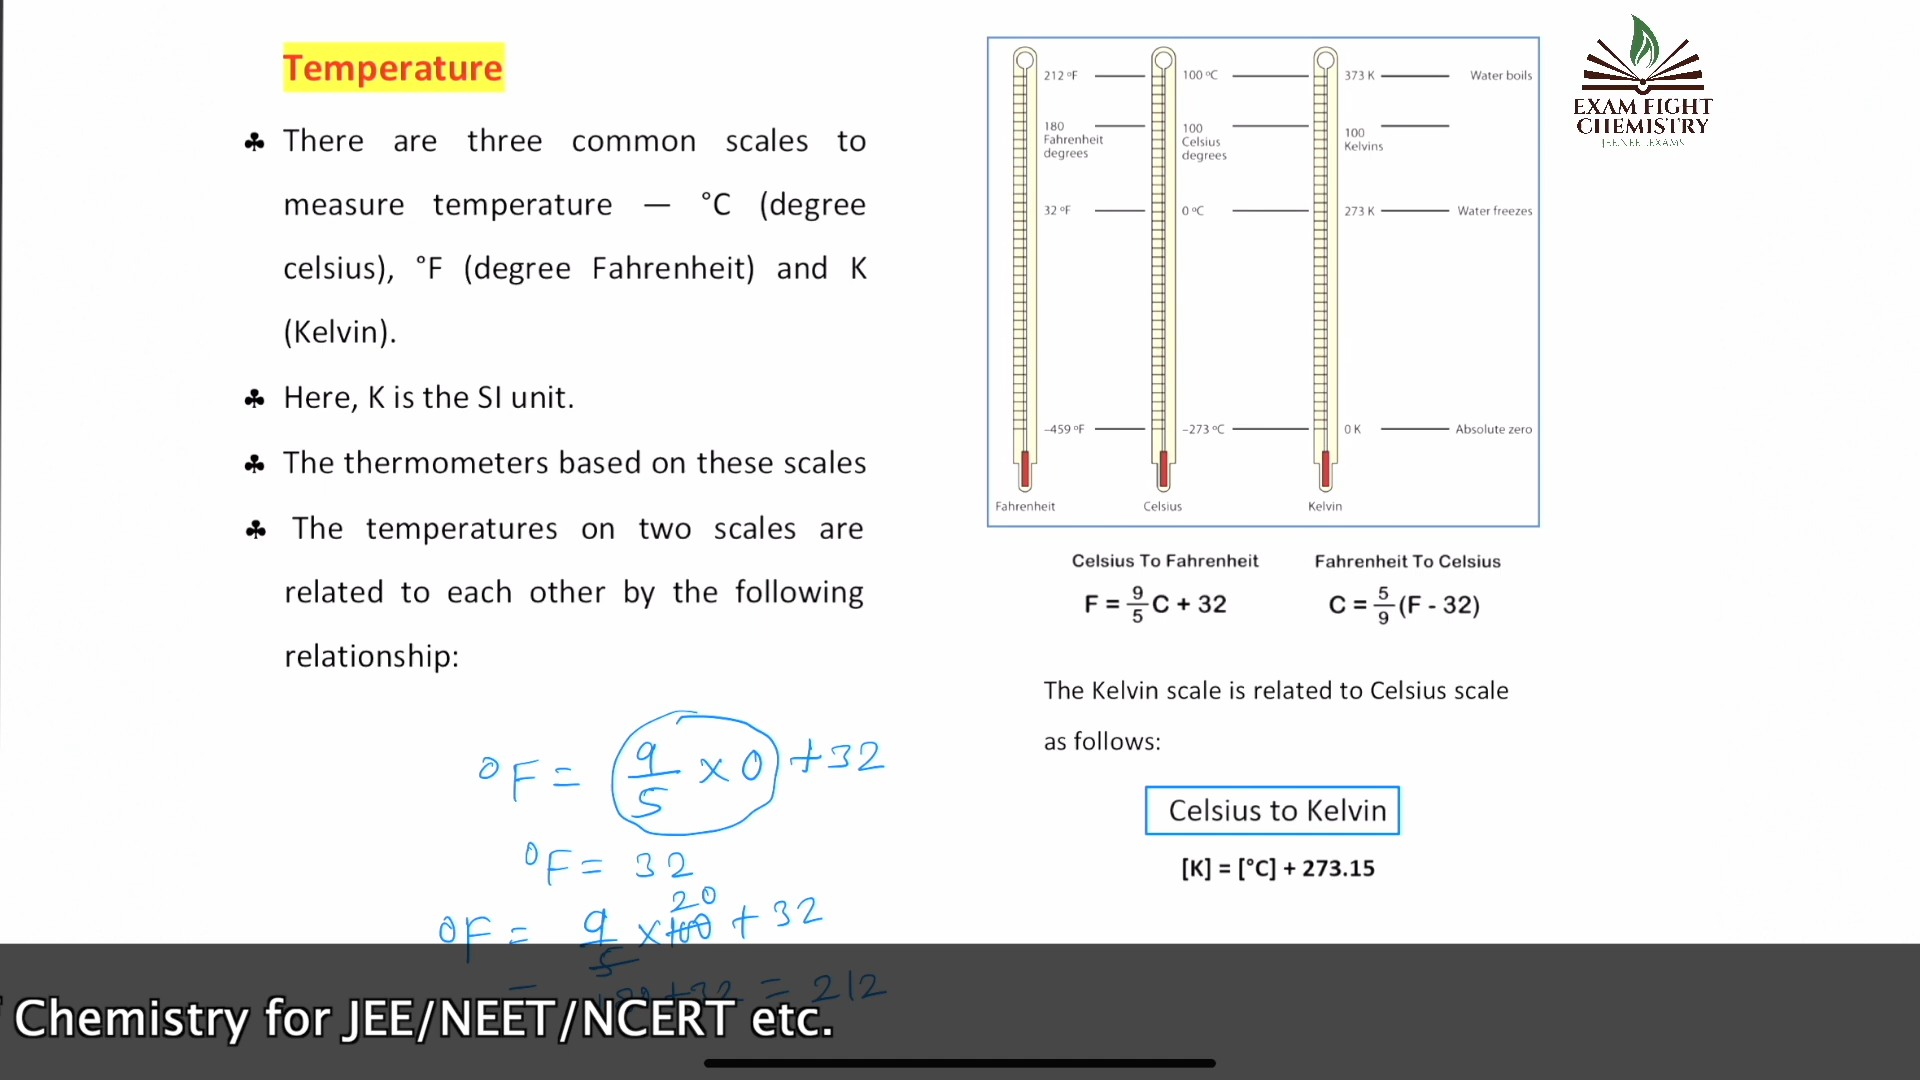 Temperature
♣ There are three common scales to
measure temperature — °C (degree
celsius), °F (degree Fahrenheit) and K
(Kelvin).
♣ Here, K is the SI unit.
♣ The thermometers based on these scales
♣ The temperatures on two scales are
related to each other by the following
relationship:
°F = (9/5 × 0) + 32
°F = 32
°F = 9/5 × 100 20 + 32
= 180 + 32 = 212
212 °F 100 °C 373 K Water boils
180 Fahrenheit degrees
100 Celsius degrees
100 Kelvins
32 °F 0 °C 273 K Water freezes
–459 °F –273 °C 0 K Absolute zero
Fahrenheit Celsius Kelvin
Celsius To Fahrenheit
F = 9/5 C + 32
Fahrenheit To Celsius
C = 5/9 (F - 32)
The Kelvin scale is related to Celsius scale
as follows:
Celsius to Kelvin
[K] = [°C] + 273.15
EXAM FIGHT
CHEMISTRY
Chemistry for JEE/NEET/NCERT etc.